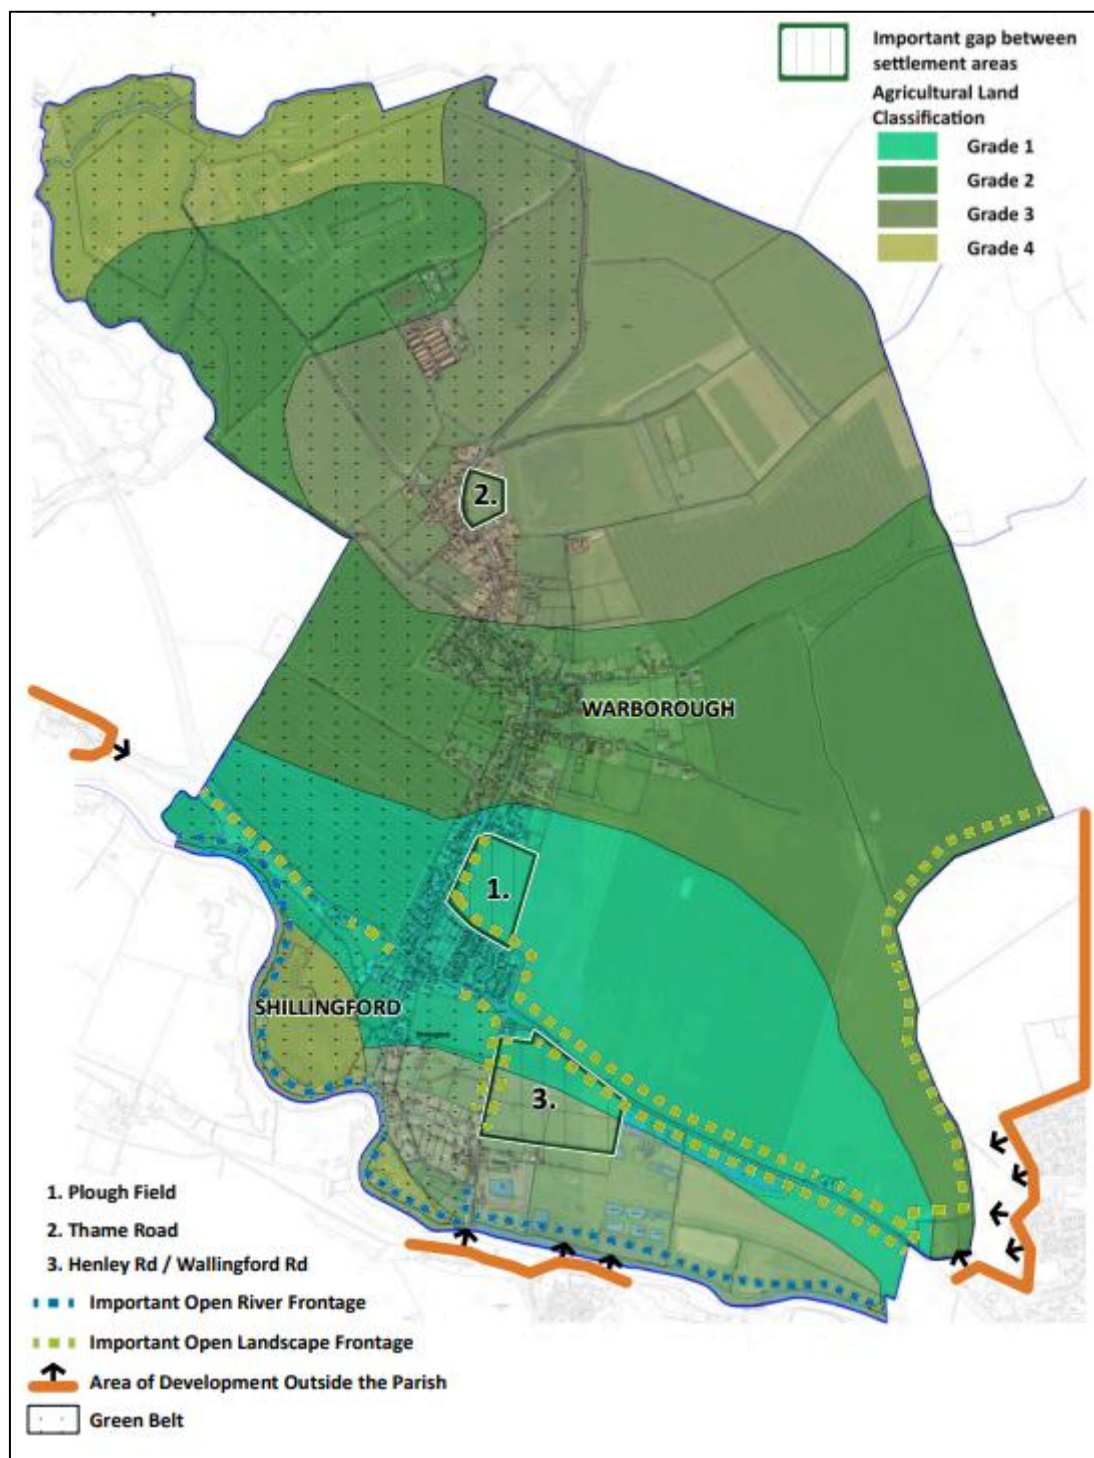 Important gap between
settlement areas
Agricultural Land
Classification
Grade 1
Grade 2
Grade 3
Grade 4
2.
WARBOROUGH
1.
SHILLINGFORD
3.
1. Plough Field
2. Thame Road
3. Henley Rd / Wallingford Rd
Important Open River Frontage
Important Open Landscape Frontage
Area of Development Outside the Parish
Green Belt